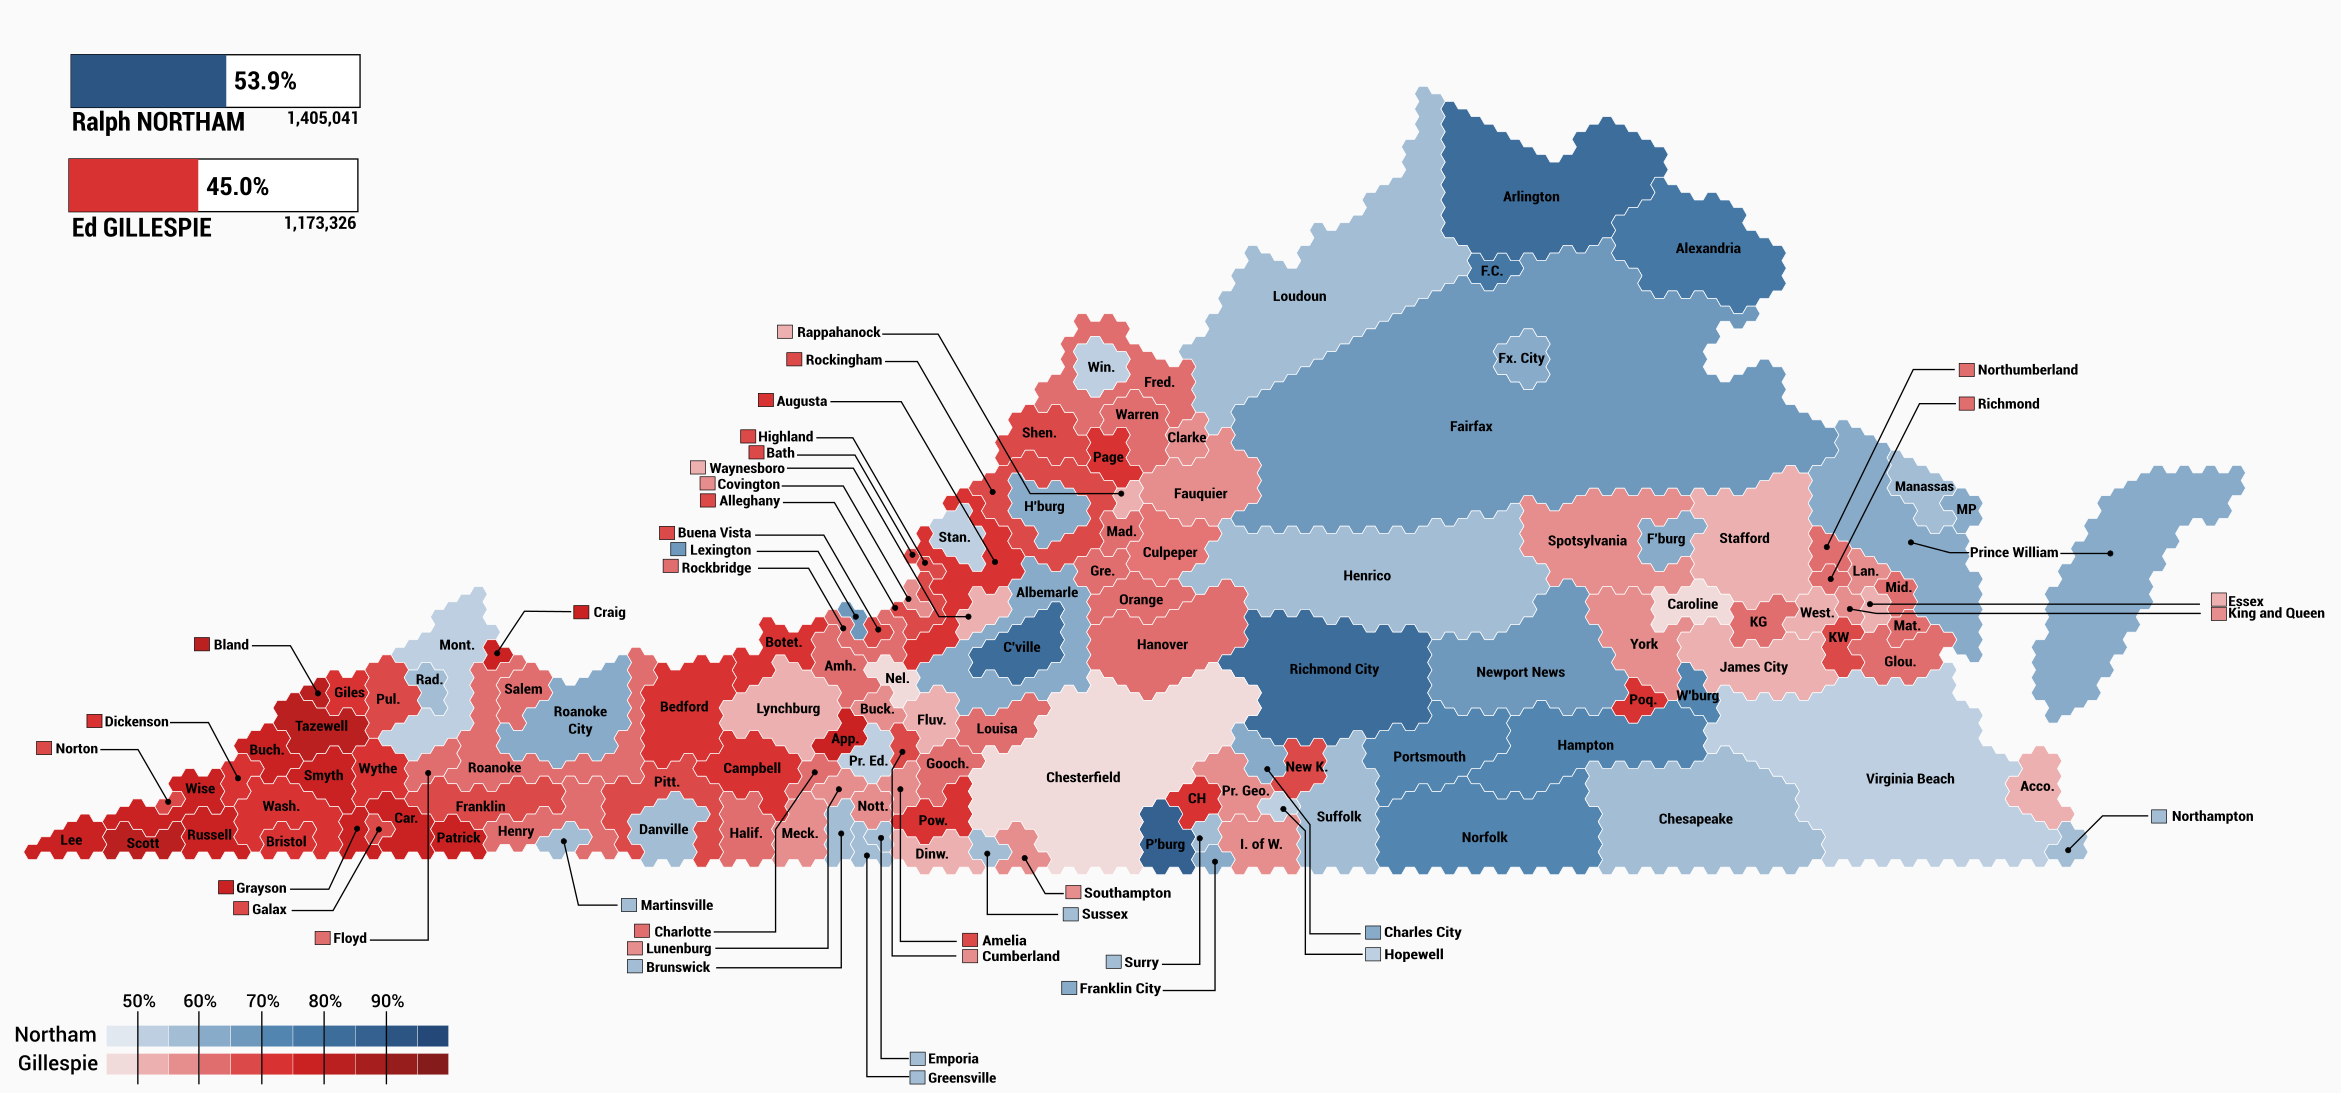 53.9%
Ralph NORTHAM
1,405,041
45.0%
Ed GILLESPIE
1,173,326
Arlington
Alexandria
F.C.
Loudoun
Rappahanock
Rockingham
Win.
Fx. City
Fred.
Northumberland
Richmond
Augusta
Warren
Fairfax
Highland
Shen.
Clarke
Bath
Page
Waynesboro
Covington
Alleghany
Fauquier
Manassas
H'burg
MP
Buena Vista
Stan.
Mad.
Lexington
Culpeper
Spotsylvania
F'burg
Stafford
Prince William
Rockbridge
Gre.
Henrico
Lan.
Albemarle
Orange
Mid.
Essex
Craig
Caroline
West.
King and Queen
KG
Mat.
Bland
Mont.
Botet.
C'ville
Hanover
York
KW
Glou.
Amh.
Nel.
Richmond City
Newport News
James City
Rad.
Giles
Pul.
Salem
Bedford
Lynchburg
Buck.
Poq.
W'burg
Dickenson
Tazewell
Roanoke
City
Fluv.
Louisa
Norton
Buch.
App.
Pr. Ed.
Portsmouth
Hampton
Smyth
Wythe
Roanoke
Campbell
Gooch.
Chesterfield
New K.
Virginia Beach
Wise
Pitt.
Pr. Geo.
Acco.
Wash.
Franklin
Nott.
CH
Suffolk
Northampton
Lee
Scott
Russell
Bristol
Car.
Patrick
Henry
Danville
Halif.
Meck.
Pow.
Dinw.
P'burg
I. of W.
Norfolk
Chesapeake
Grayson
Galax
Martinsville
Southampton
Sussex
Floyd
Charlotte
Lunenburg
Brunswick
Amelia
Cumberland
Charles City
Hopewell
Surry
Franklin City
50% 60% 70% 80% 90%
Northam
Gillespie
Emporia
Greensville